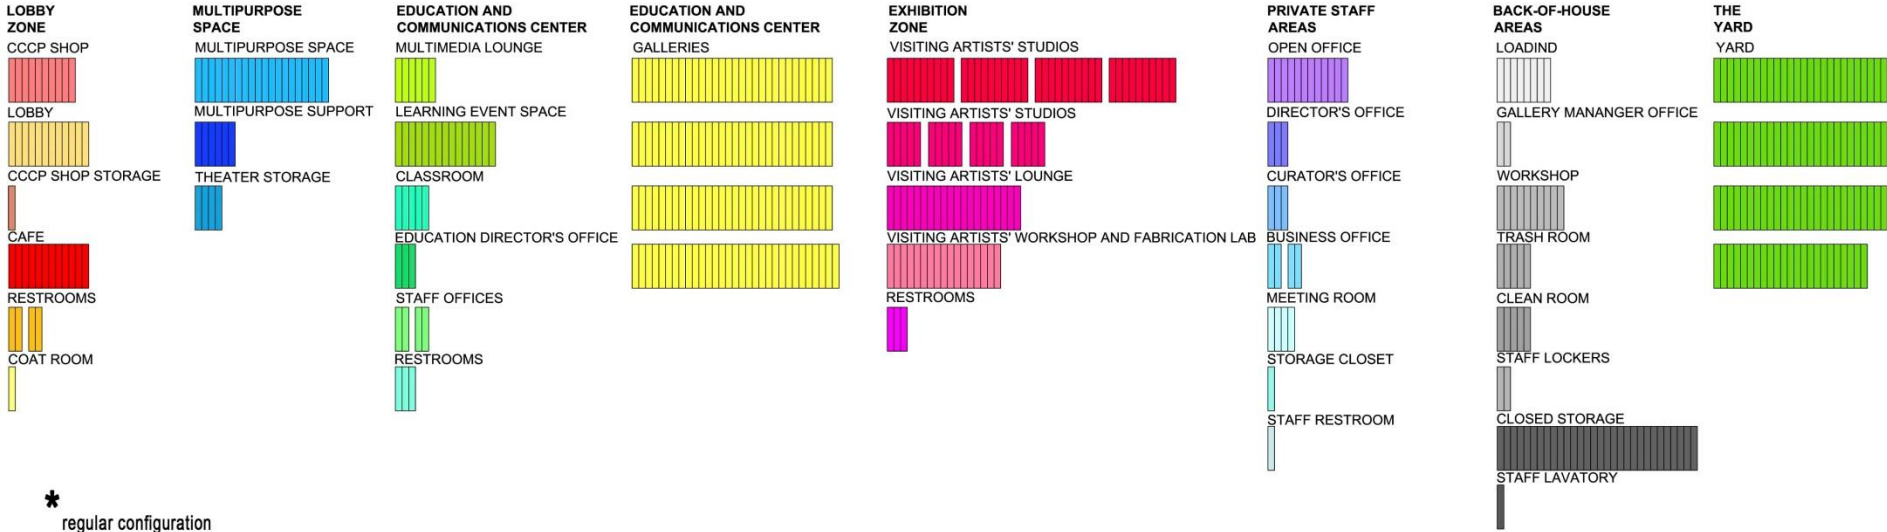 LOBBY
ZONE
CCCP SHOP
LOBBY
CCCP SHOP STORAGE
CAFE
RESTROOMS
COAT ROOM
MULTIPURPOSE
SPACE
MULTIPURPOSE SPACE
MULTIPURPOSE SUPPORT
THEATER STORAGE
EDUCATION AND
COMMUNICATIONS CENTER
MULTIMEDIA LOUNGE
LEARNING EVENT SPACE
CLASSROOM
EDUCATION DIRECTOR'S OFFICE
STAFF OFFICES
RESTROOMS
EDUCATION AND
COMMUNICATIONS CENTER
GALLERIES
EXHIBITION
ZONE
VISITING ARTISTS' STUDIOS
VISITING ARTISTS' STUDIOS
VISITING ARTISTS' LOUNGE
VISITING ARTISTS' WORKSHOP AND FABRICATION LAB
RESTROOMS
PRIVATE STAFF
AREAS
OPEN OFFICE
DIRECTOR'S OFFICE
CURATOR'S OFFICE
BUSINESS OFFICE
MEETING ROOM
STORAGE CLOSET
STAFF RESTROOM
BACK-OF-HOUSE
AREAS
LOADIND
GALLERY MANANGER OFFICE
WORKSHOP
TRASH ROOM
CLEAN ROOM
STAFF LOCKERS
CLOSED STORAGE
STAFF LAVATORY
THE
YARD
YARD
*
regular configuration